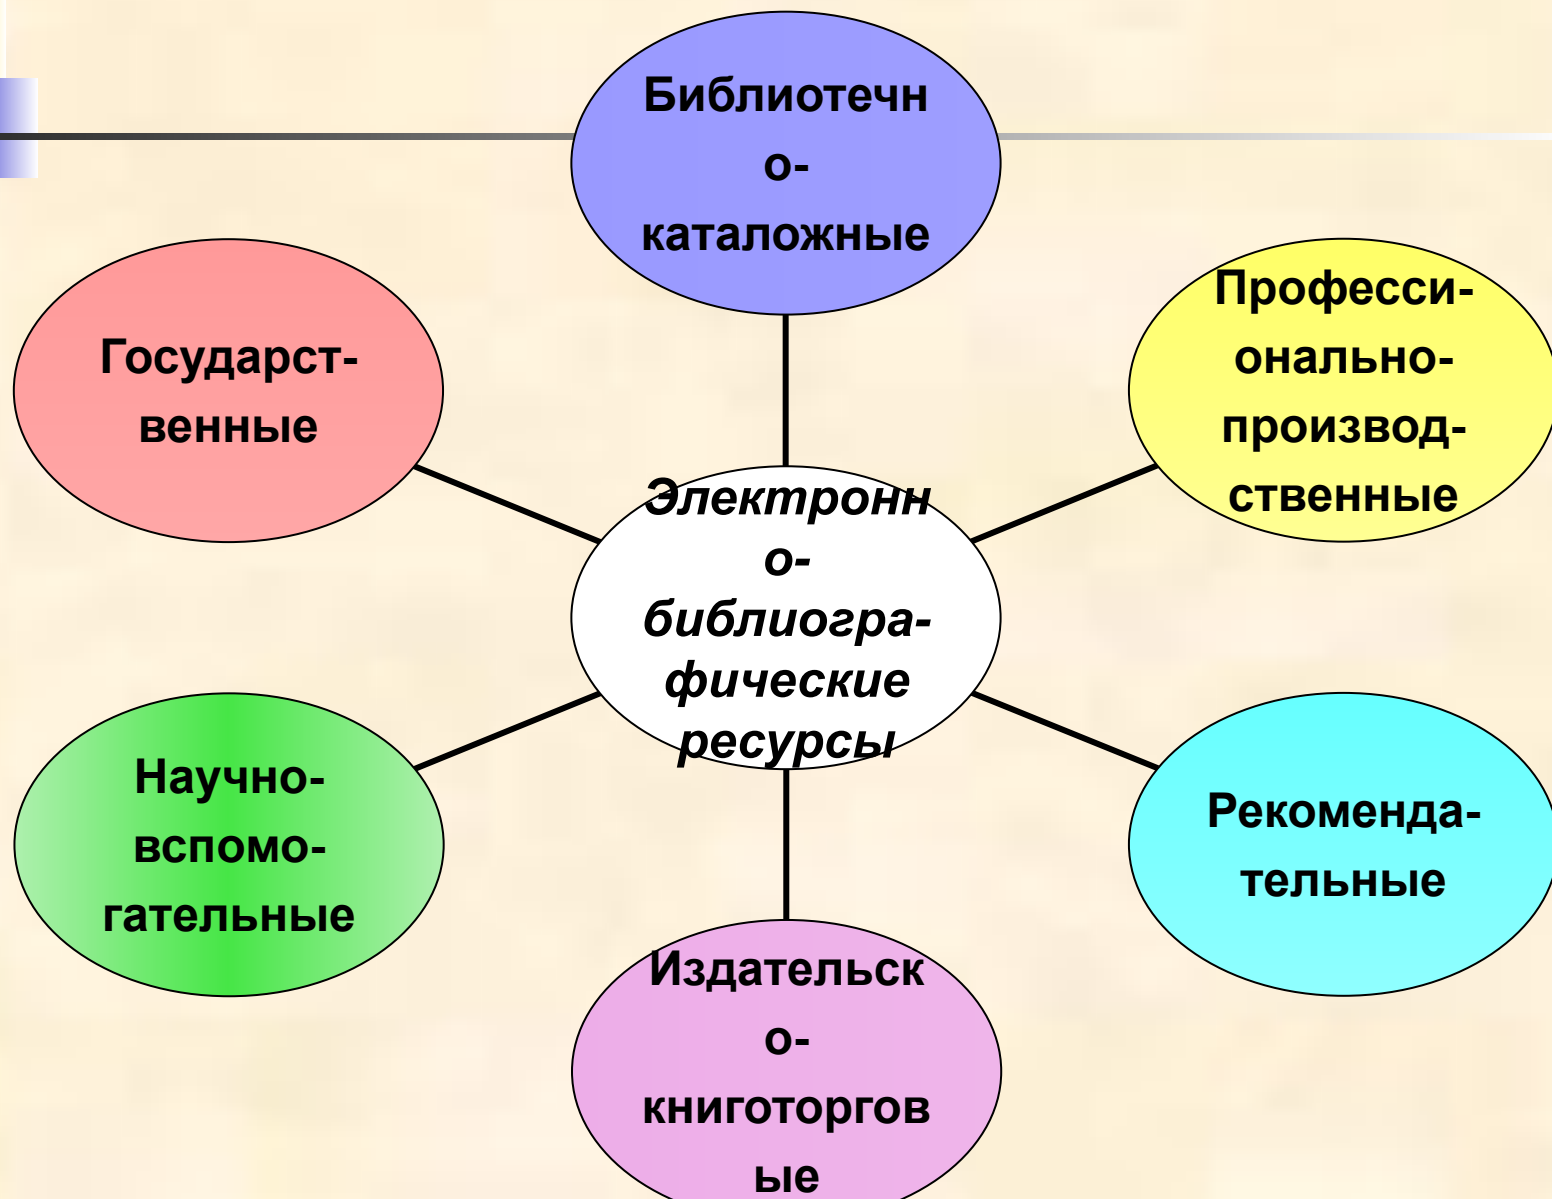 Библиотечн
о-
каталожные
Государст-
венные
Професси-
онально-
производ-
ственные
Электронн
о-
библиогра-
фические
ресурсы
Научно-
вспомо-
гательные
Рекоменда-
тельные
Издательск
о-
книготоргов
ые